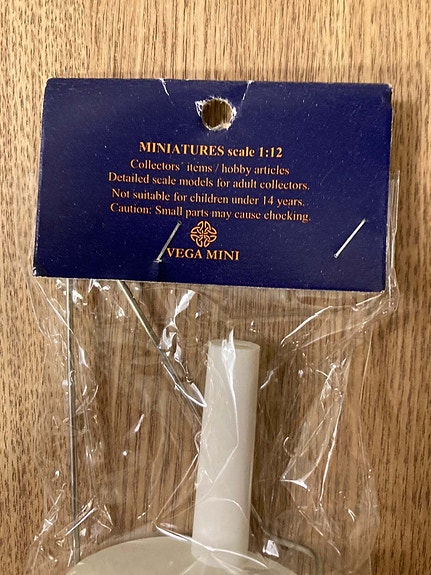 MINIATURES scale 1:12
Collectors´ items / hobby articles
Detailed scale models for adult collectors.
Not suitable for children under 14 years.
Caution: Small parts may cause ehocking.
VEGA MINI